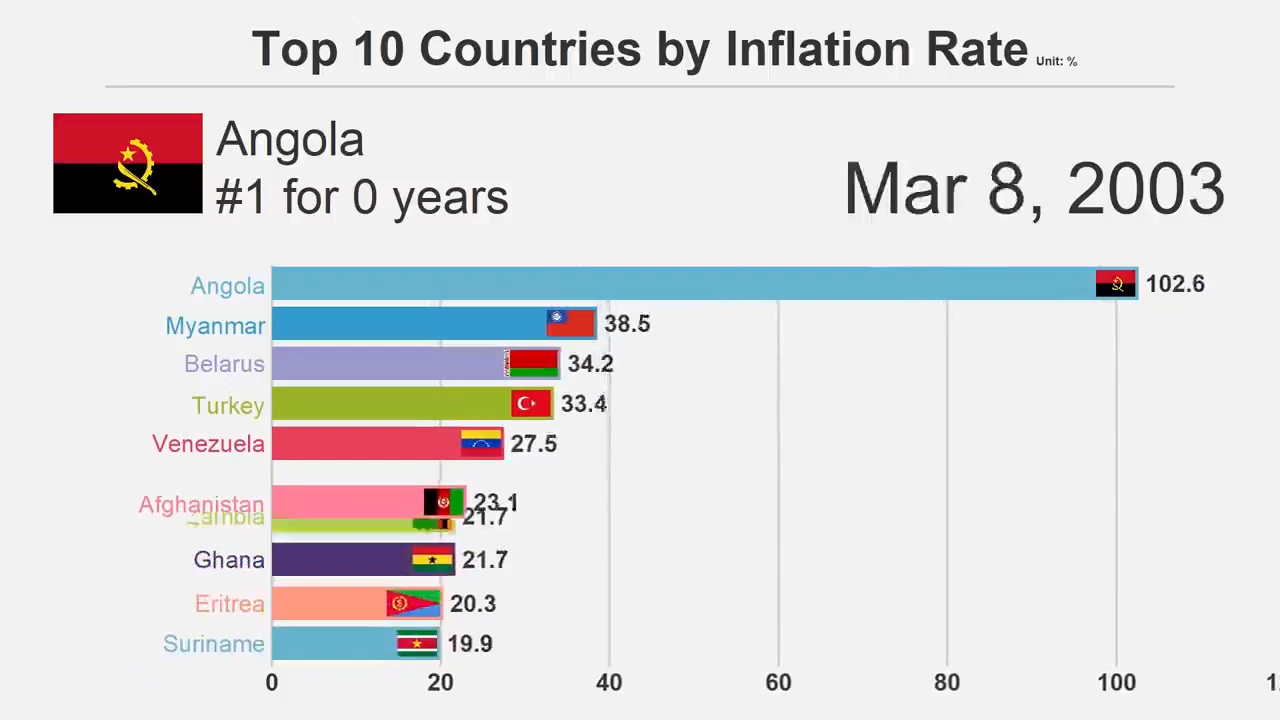 Top 10 Countries by Inflation Rate Unit: %
Angola
#1 for 0 years
Mar 8, 2003
Angola 102.6
Myanmar 38.5
Belarus 34.2
Turkey 33.4
Venezuela 27.5
Afghanistan 23.1
Zambia 21.7
Ghana 21.7
Eritrea 20.3
Suriname 19.9
0 20 40 60 80 100